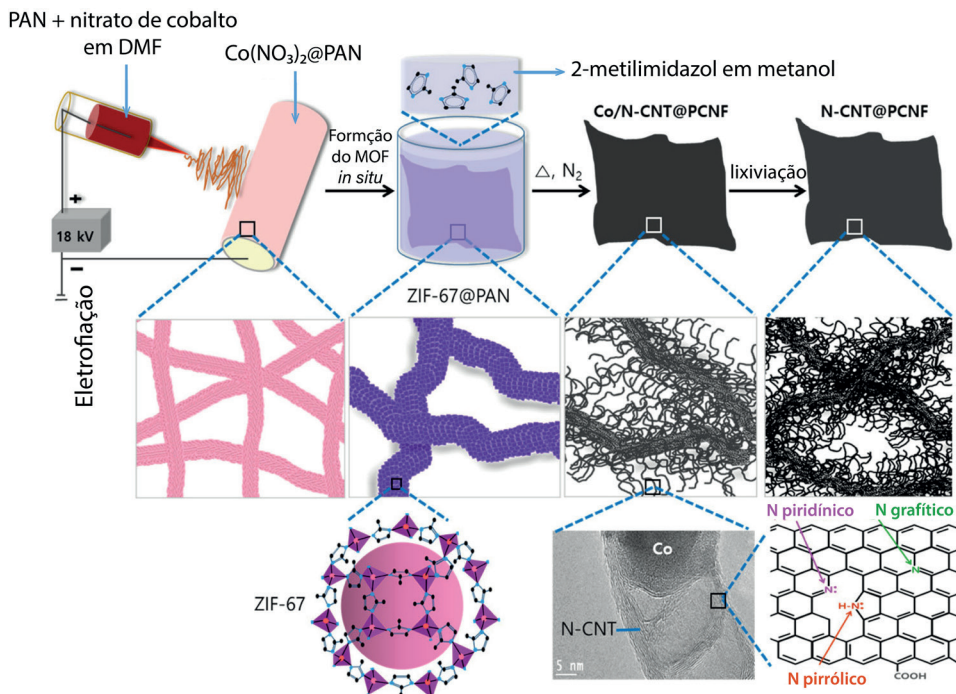 PAN + nitrato de cobalto
em DMF
Co(NO₃)₂@PAN
2-metilimidazol em metanol
Co/N-CNT@PCNF
N-CNT@PCNF
Formção
do MOF
in situ
△, N₂
lixiviação
+
18 kV
−
Eletrofiação
ZIF-67@PAN
N piridínico
N grafítico
Co
N
N:
H-N:
ZIF-67
N-CNT
5 nm
N pirrólico
COOH